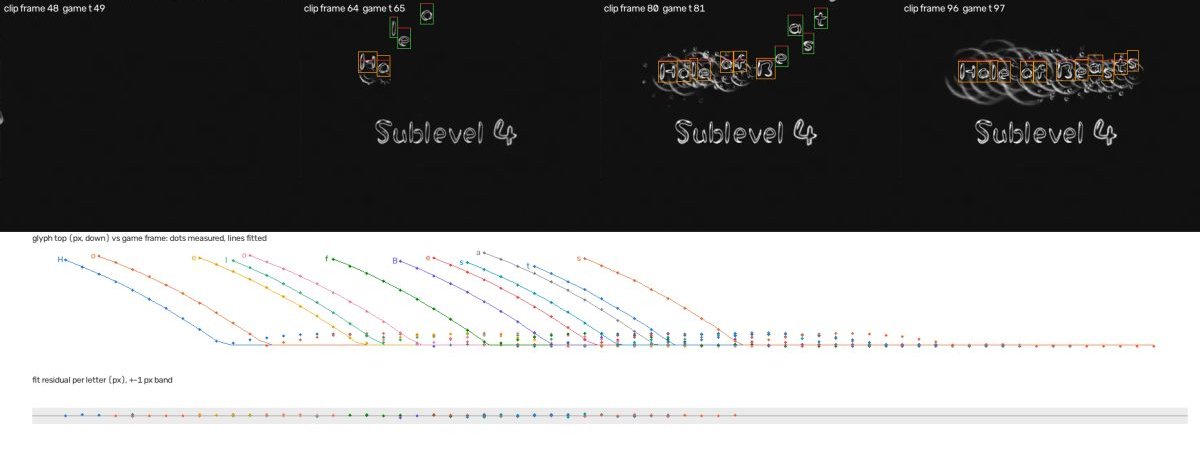 clip frame 48 game t 49
clip frame 64 game t 65
clip frame 80 game t 81
clip frame 96 game t 97
o
l
e
H
o
Sublevel 4
t
a
s
e
Hole of B
Sublevel 4
Hole of Beasts
Sublevel 4
glyph top (px, down) vs game frame: dots measured, lines fitted
H o e l o f B e s a t s
fit residual per letter (px), +-1 px band